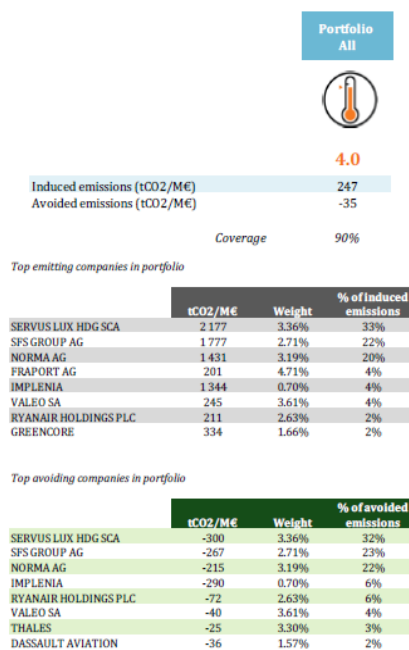 Portfolio
All
4.0
Induced emissions (tCO2/M€) 247
Avoided emissions (tCO2/M€) -35
Coverage 90%
Top emitting companies in portfolio
tCO2/M€ Weight % of induced emissions
SERVUS LUX HDG SCA 2 177 3.36% 33%
SFS GROUP AG 1 777 2.71% 22%
NORMA AG 1 431 3.19% 20%
FRAPORT AG 201 4.71% 4%
IMPLENIA 1 344 0.70% 4%
VALEO SA 245 3.61% 4%
RYANAIR HOLDINGS PLC 211 2.63% 2%
GREENCORE 334 1.66% 2%
Top avoiding companies in portfolio
tCO2/M€ Weight % of avoided emissions
SERVUS LUX HDG SCA -300 3.36% 32%
SFS GROUP AG -267 2.71% 23%
NORMA AG -215 3.19% 22%
IMPLENIA -290 0.70% 6%
RYANAIR HOLDINGS PLC -72 2.63% 6%
VALEO SA -40 3.61% 4%
THALES -25 3.30% 3%
DASSAULT AVIATION -36 1.57% 2%